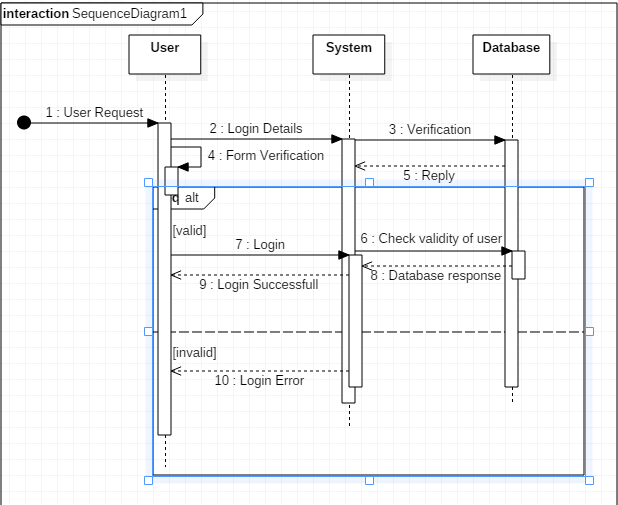 interaction SequenceDiagram1
User
System
Database
1 : User Request
2 : Login Details
3 : Verification
4 : Form Verification
5 : Reply
alt
[valid]
6 : Check validity of user
7 : Login
8 : Database response
9 : Login Successfull
[invalid]
10 : Login Error